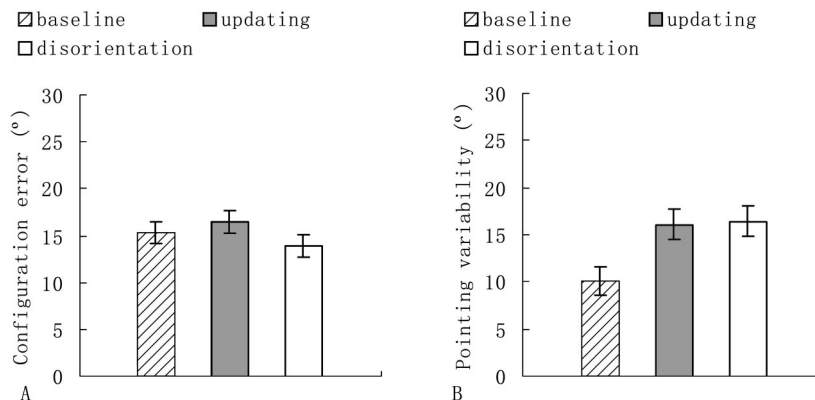 baseline updating
disorientation
30
25
20
15
10
5
0
Configuration error (º)
A
baseline updating
disorientation
30
25
20
15
10
5
0
Pointing variability (º)
B